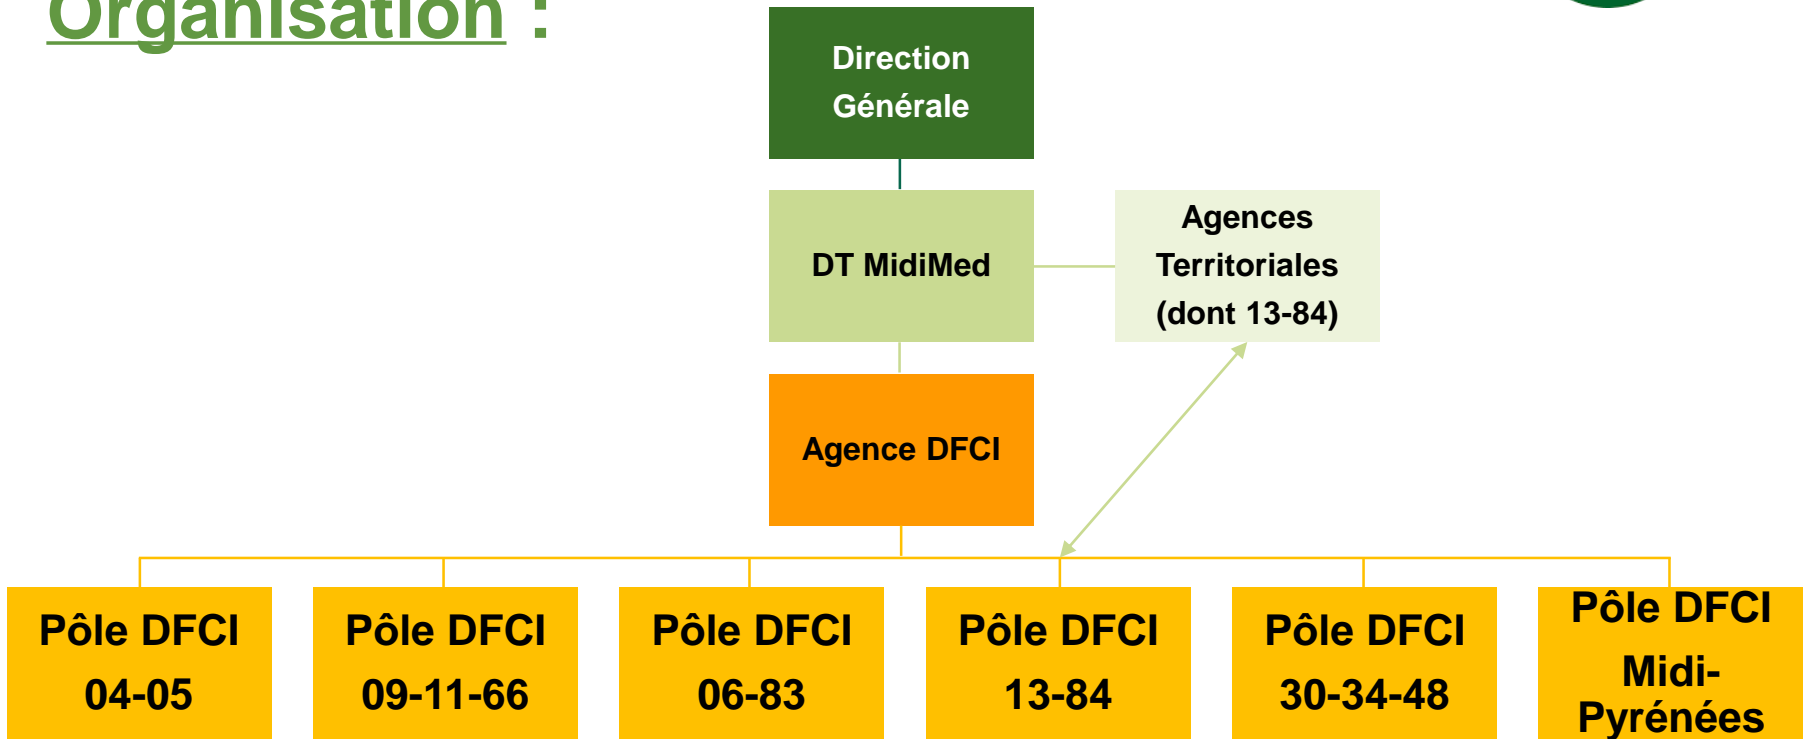 Organisation :
Direction
Générale
DT MidiMed
Agences
Territoriales
(dont 13-84)
Agence DFCI
Pôle DFCI
04-05
Pôle DFCI
09-11-66
Pôle DFCI
06-83
Pôle DFCI
13-84
Pôle DFCI
30-34-48
Pôle DFCI
Midi-
Pyrénées